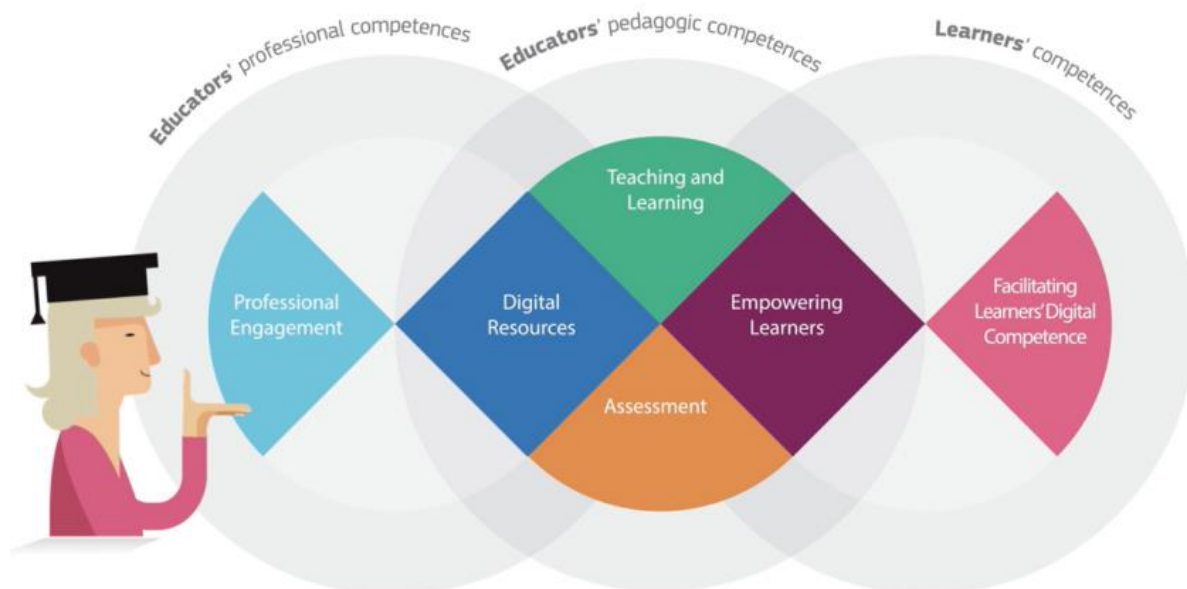 Educators' professional competences
Educators' pedagogic competences
Learners' competences
Teaching and
Learning
Professional
Engagement
Digital
Resources
Empowering
Learners
Facilitating
Learners' Digital
Competence
Assessment